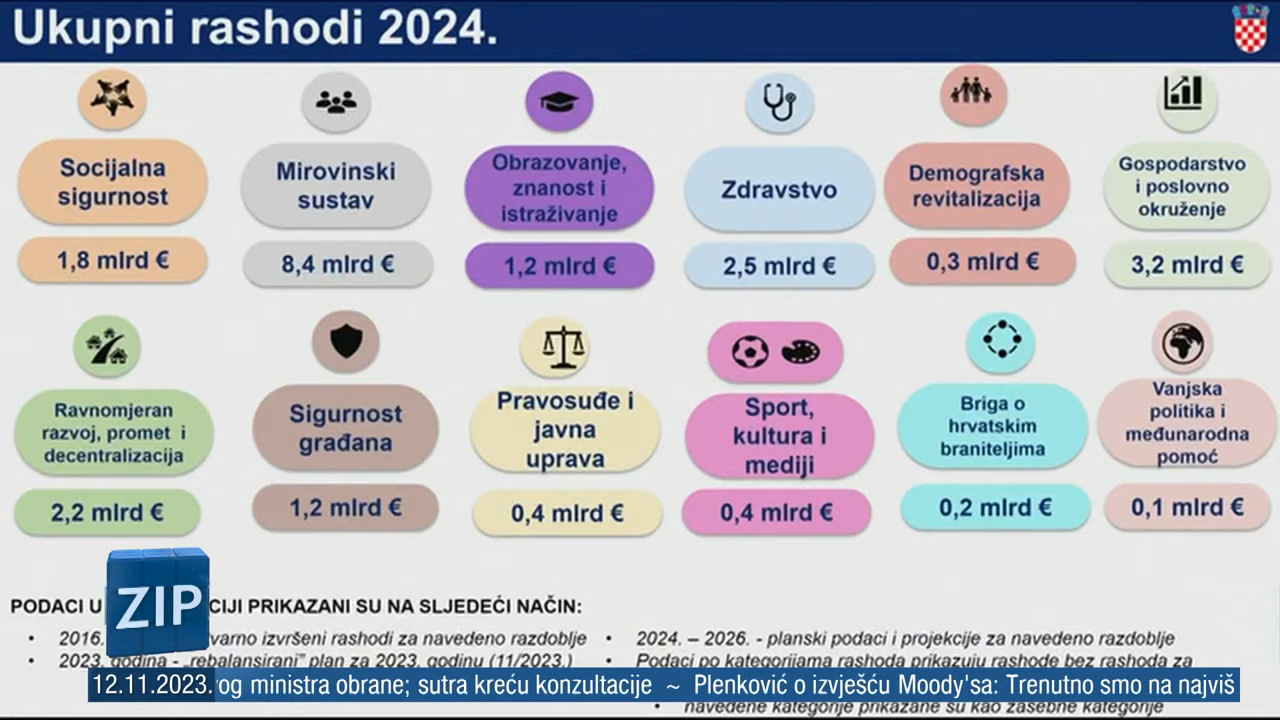 Ukupni rashodi 2024.
Socijalna
sigurnost
1,8 mlrd €
Mirovinski
sustav
8,4 mlrd €
Obrazovanje,
znanost i
istraživanje
1,2 mlrd €
Zdravstvo
2,5 mlrd €
Demografska
revitalizacija
0,3 mlrd €
Gospodarstvo
i poslovno
okruženje
3,2 mlrd €
Ravnomjeran
razvoj, promet i
decentralizacija
2,2 mlrd €
Sigurnost
građana
1,2 mlrd €
Pravosuđe i
javna
uprava
0,4 mlrd €
Sport,
kultura i
mediji
0,4 mlrd €
Briga o
hrvatskim
braniteljima
0,2 mlrd €
Vanjska
politika i
međunarodna
pomoć
0,1 mlrd €
ZIP
PODACI U CIJI PRIKAZANI SU NA SLJEDEĆI NAČIN:
• 2016. varno izvršeni rashodi za navedeno razdoblje
• 2023. godina - „rebalansirani” plan za 2023. godinu (11/2023.)
• 2024. – 2026. - planski podaci i projekcije za navedeno razdoblje
• Podaci po kategorijama rashoda prikazuju rashode bez rashoda za
navedene kategorije prikazane su kao zasebne kategorije
12.11.2023. og ministra obrane; sutra kreću konzultacije ~ Plenković o izvješću Moody'sa: Trenutno smo na najviš